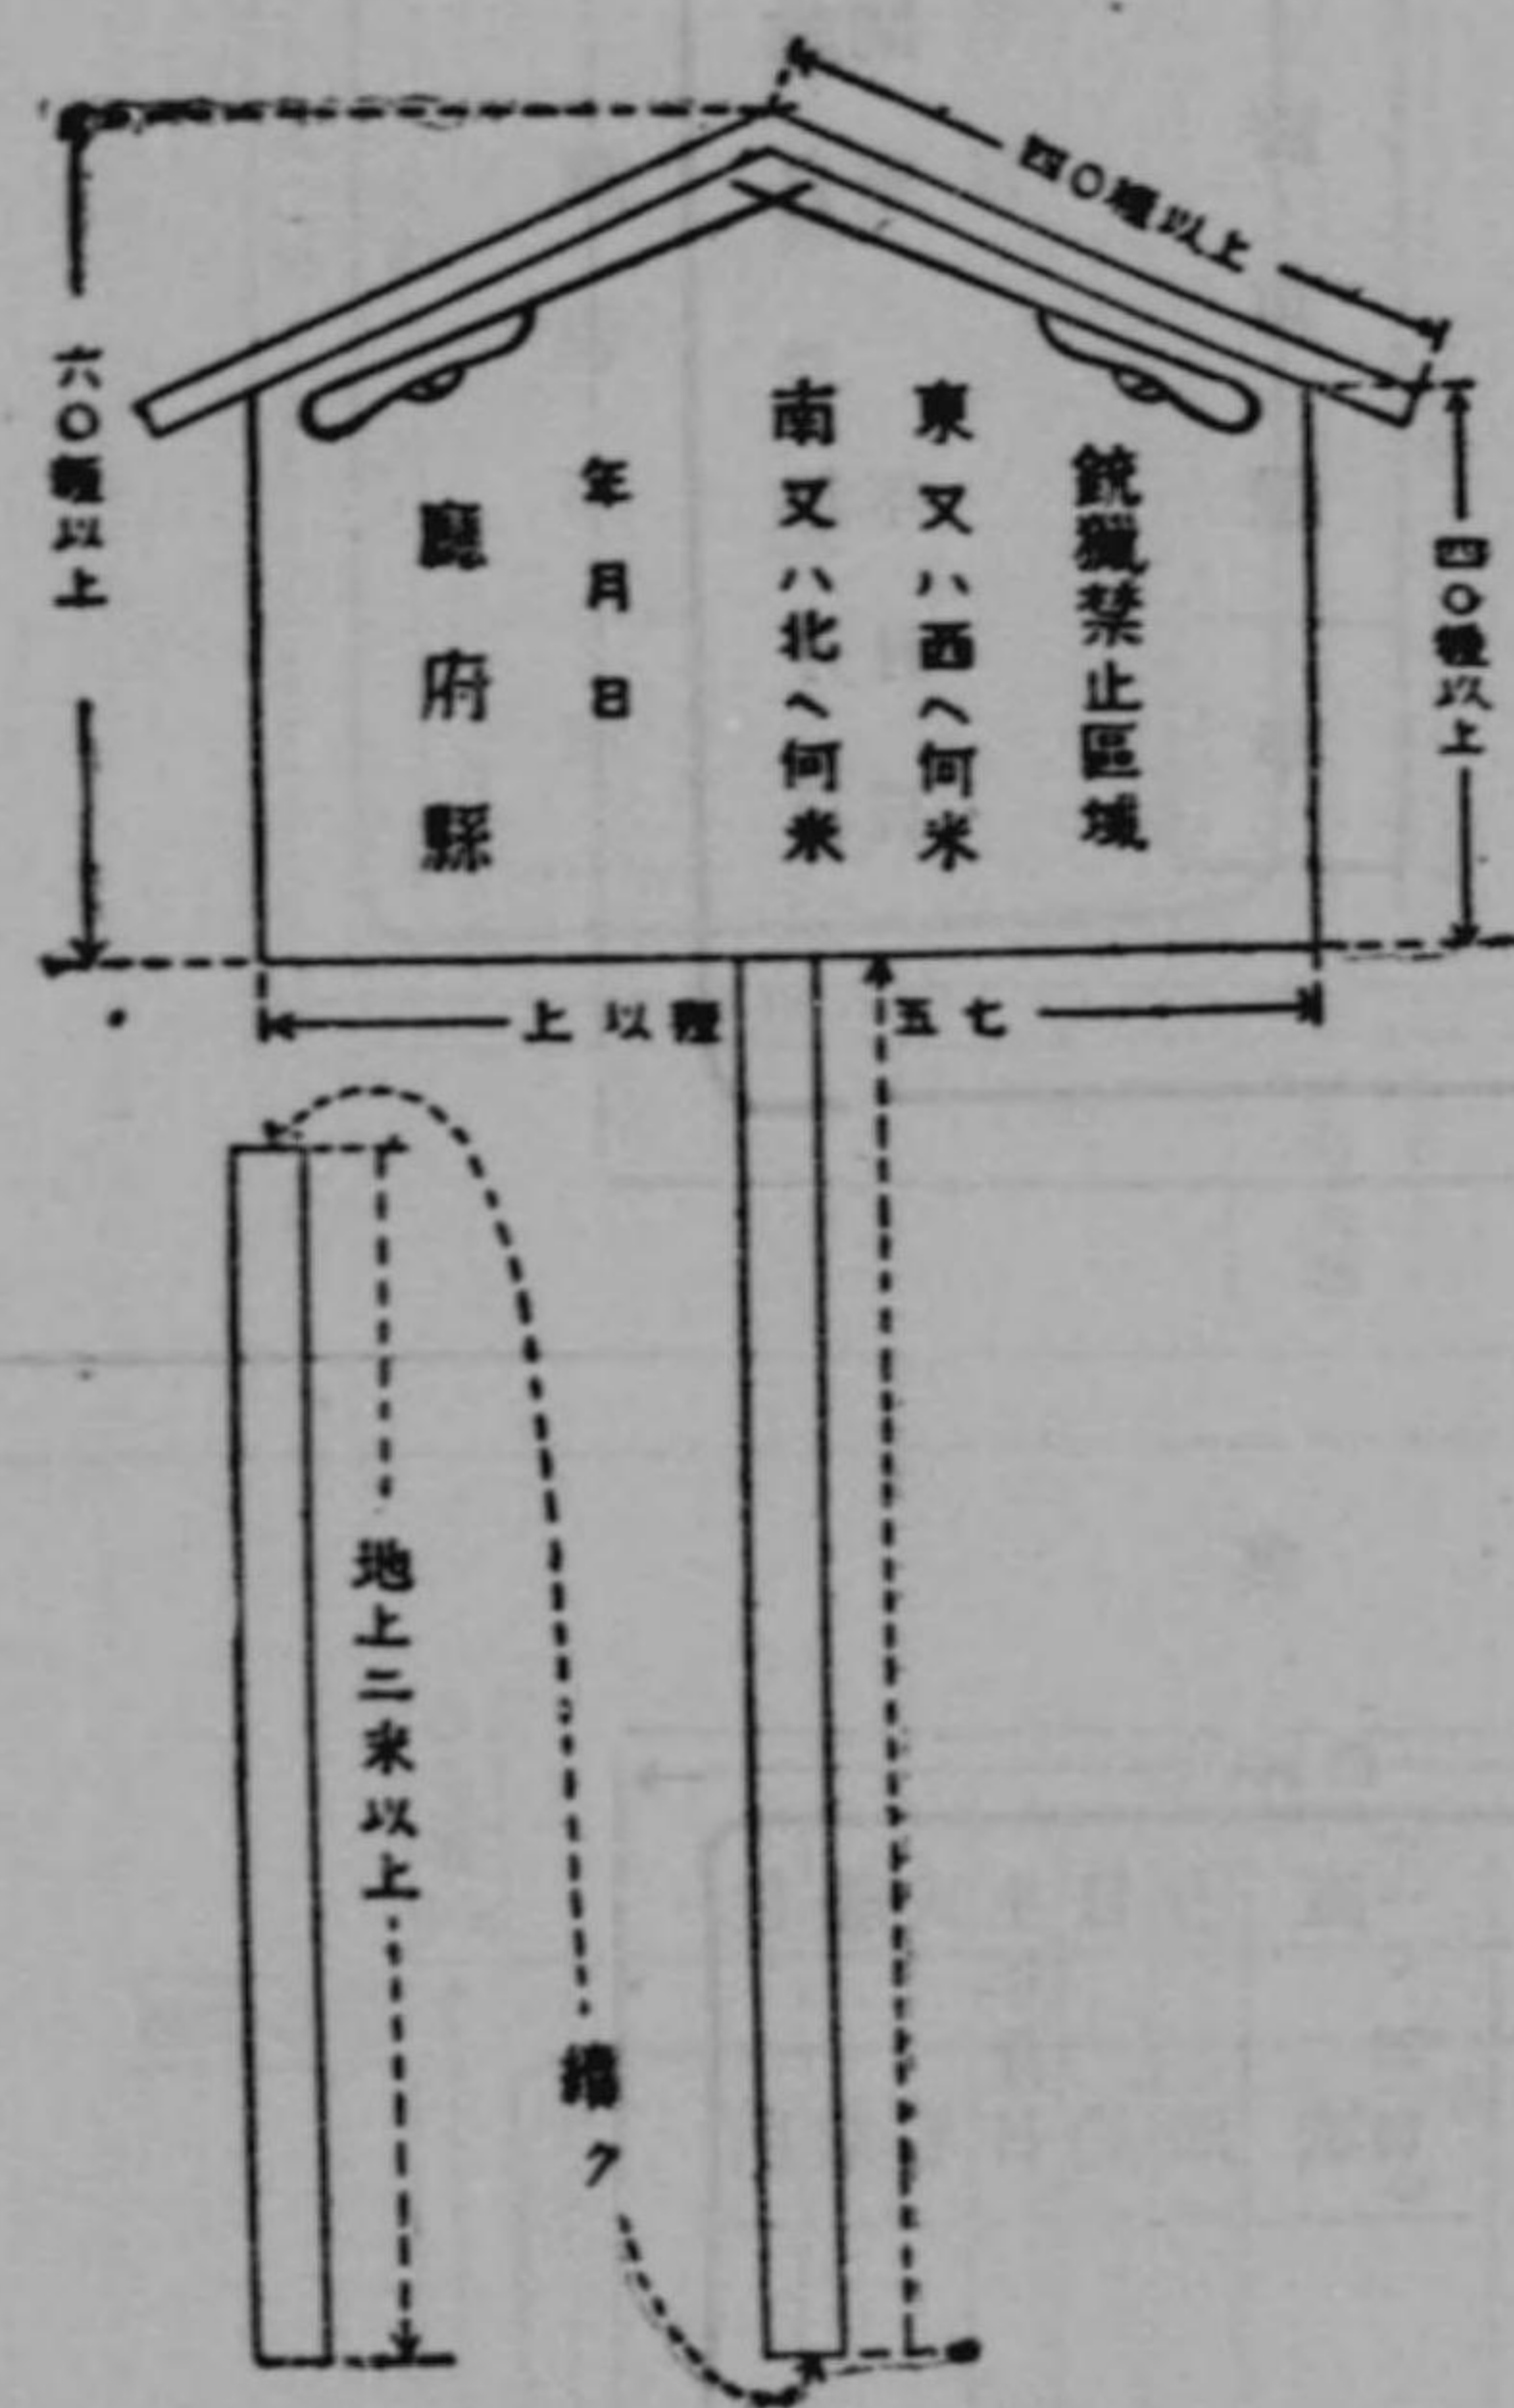 四〇糎以上
六〇糎以上
四〇糎以上
銃獵禁止區域
東又ハ西へ何米
南又ハ北へ何米
年月日
廳府縣
七五糎以上
地上二米以上
續ク